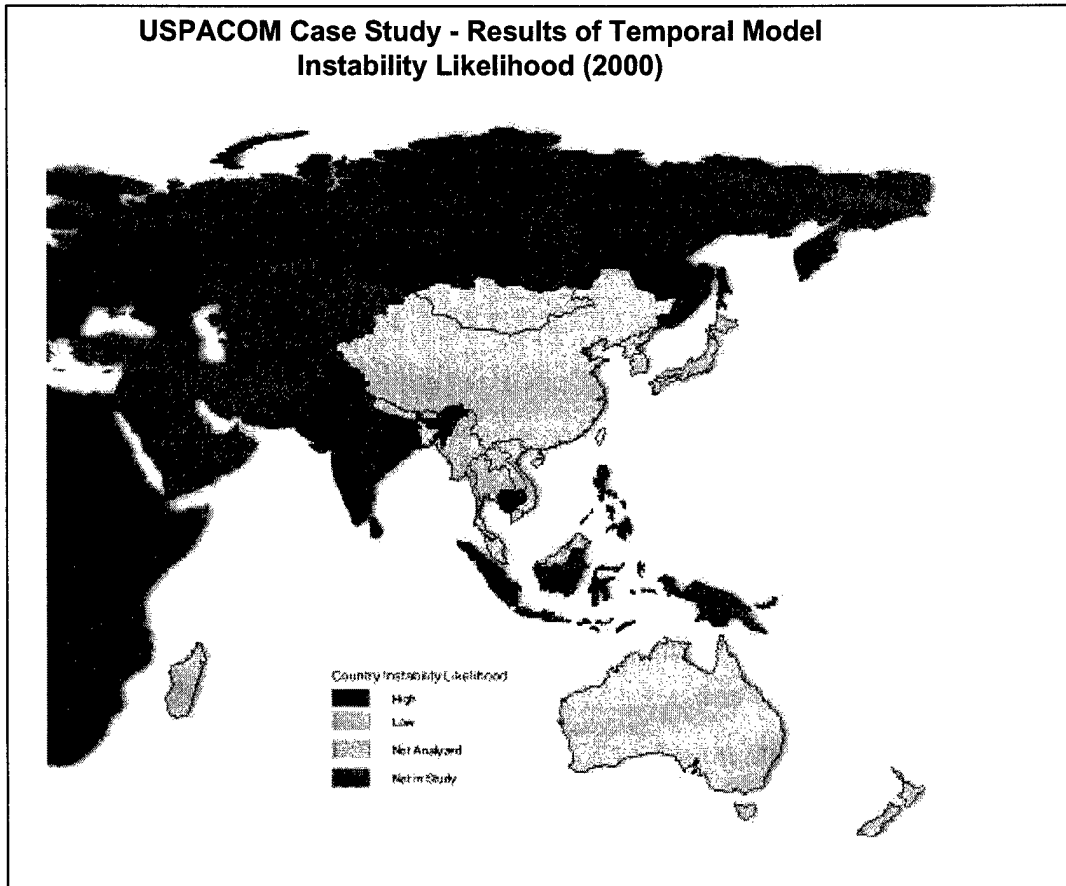 USPACOM Case Study - Results of Temporal Model
Instability Likelihood (2000)
Country Instability Likelihood
High
Low
Not Analyzed
Not in Study